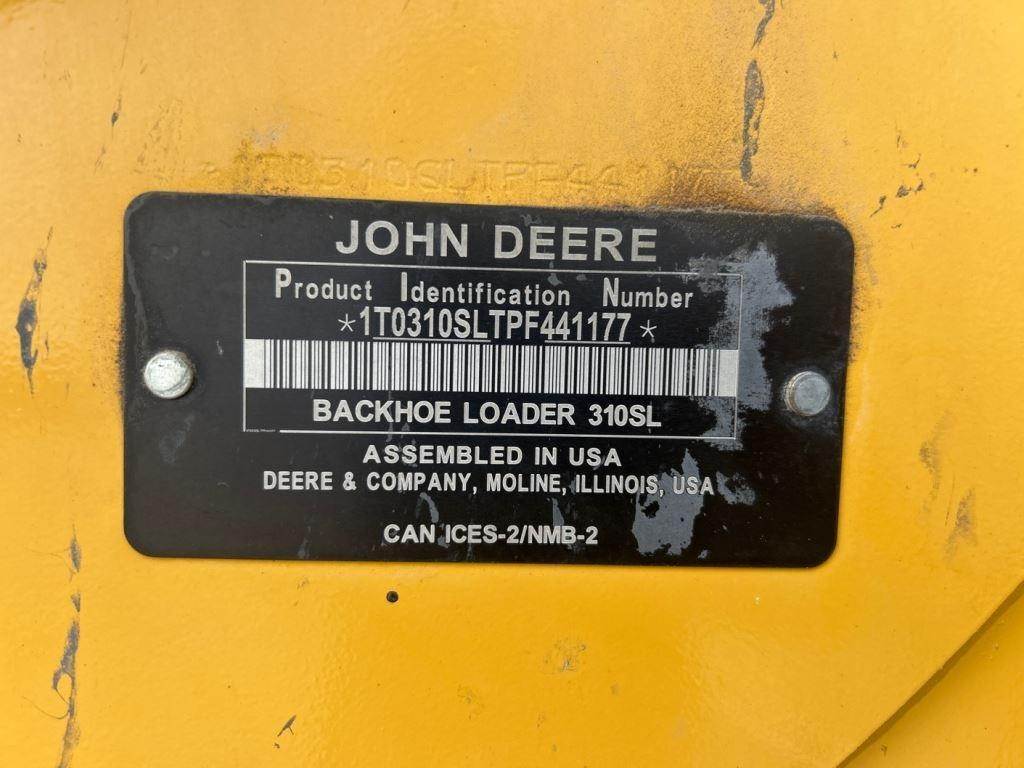 JOHN DEERE
Product Identification Number
*1T0310SLTPF441177*
BACKHOE LOADER 310SL
ASSEMBLED IN USA
DEERE & COMPANY, MOLINE, ILLINOIS, USA
CAN ICES-2/NMB-2